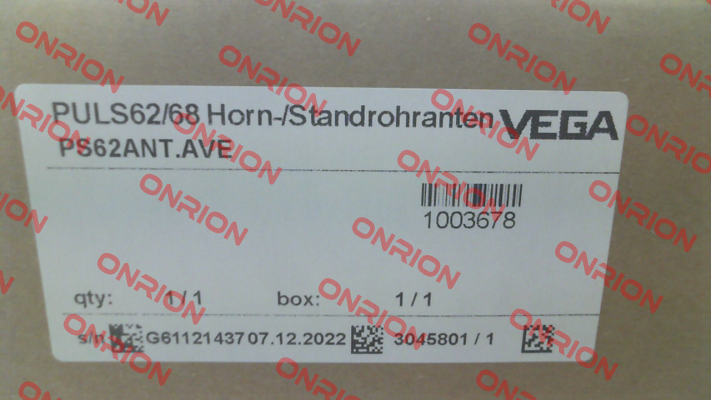 PULS62/68 Horn-/Standrohranten VEGA
PS62ANT.AVE
1003678
qty: 1 / 1 box: 1 / 1
s/n G61121437 07.12.2022 3045801 / 1
ONRION